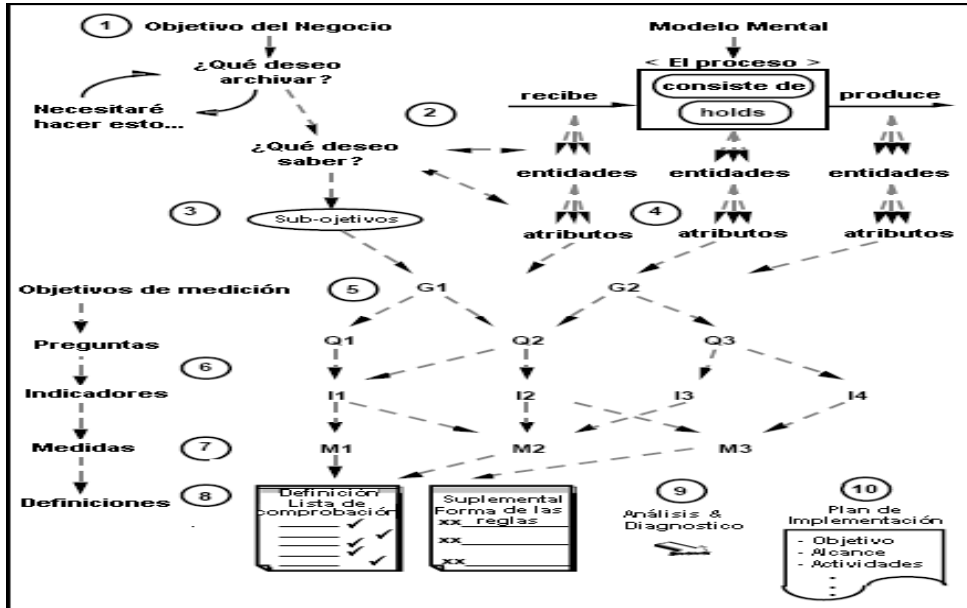 1
Objetivo del Negocio
Modelo Mental
¿Qué deseo
archivar?
< El proceso >
Necesitaré
hacer esto...
recibe
consiste de
holds
produce
2
¿Qué deseo
saber?
entidades
entidades
entidades
3
Sub-ojetivos
4
atributos
atributos
atributos
Objetivos de medición
5
G1
G2
Preguntas
Q1
Q2
Q3
6
Indicadores
I1
I2
I3
I4
Medidas
7
M1
M2
M3
Definiciones
8
Definición
Lista de
comprobación
Suplemental
Forma de las
reglas
xx
xx
xx
9
Análisis &
Diagnostico
10
Plan de
Implementación
- Objetivo
- Alcance
- Actividades